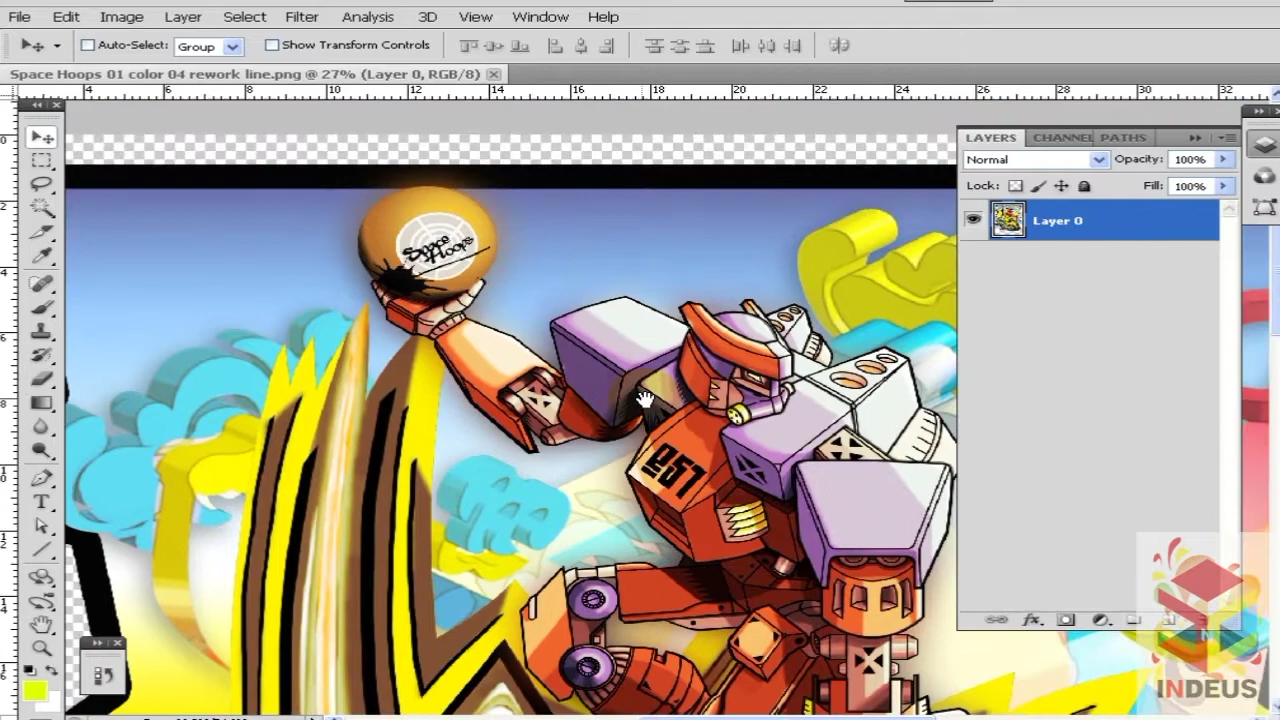 File Edit Image Layer Select Filter Analysis 3D View Window Help
Auto-Select: Group Show Transform Controls
Space Hoops 01 color 04 rework line.png @ 27% (Layer 0, RGB/8)
4 8 10 12 14 16 18 20 22 24 26 28 30 32
LAYERS CHANNEL PATHS
Normal Opacity: 100%
Lock: Fill: 100%
Layer 0
Space
Hoops
051
INDEUS